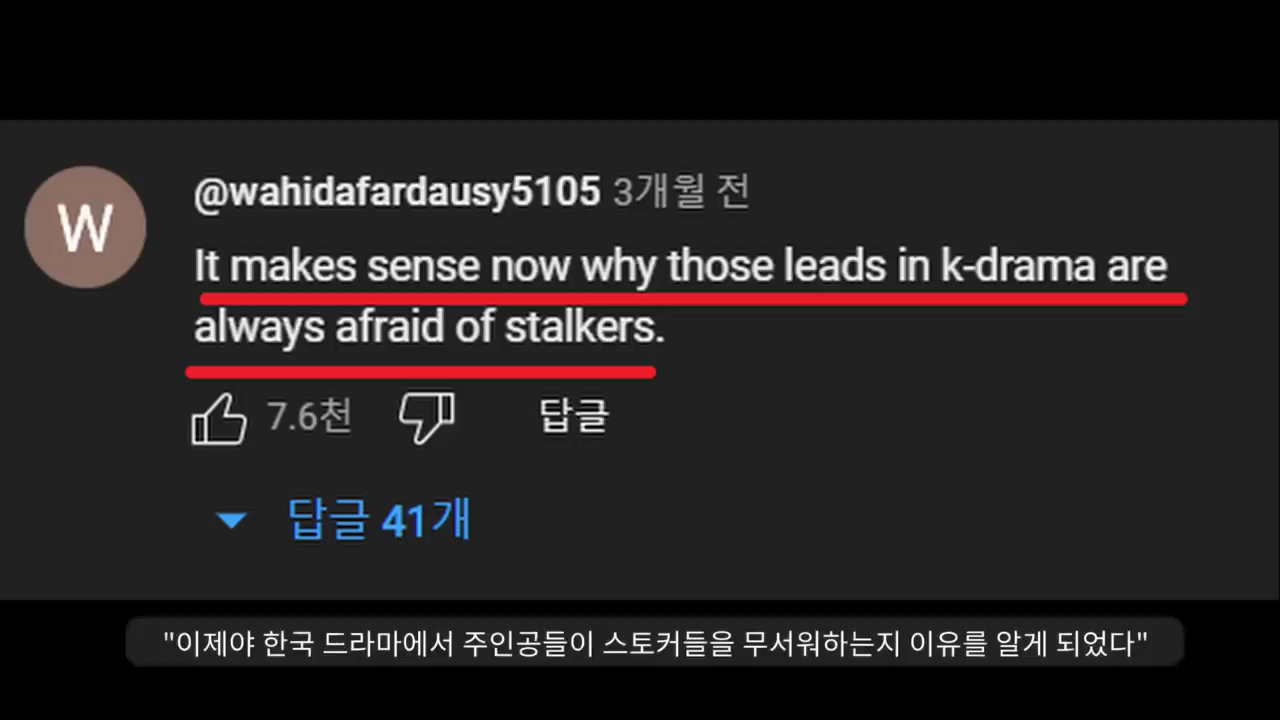 W
@wahidafardausy5105 3개월 전
It makes sense now why those leads in k-drama are
always afraid of stalkers.
7.6천 답글
답글 41개
"이제야 한국 드라마에서 주인공들이 스토커들을 무서워하는지 이유를 알게 되었다"